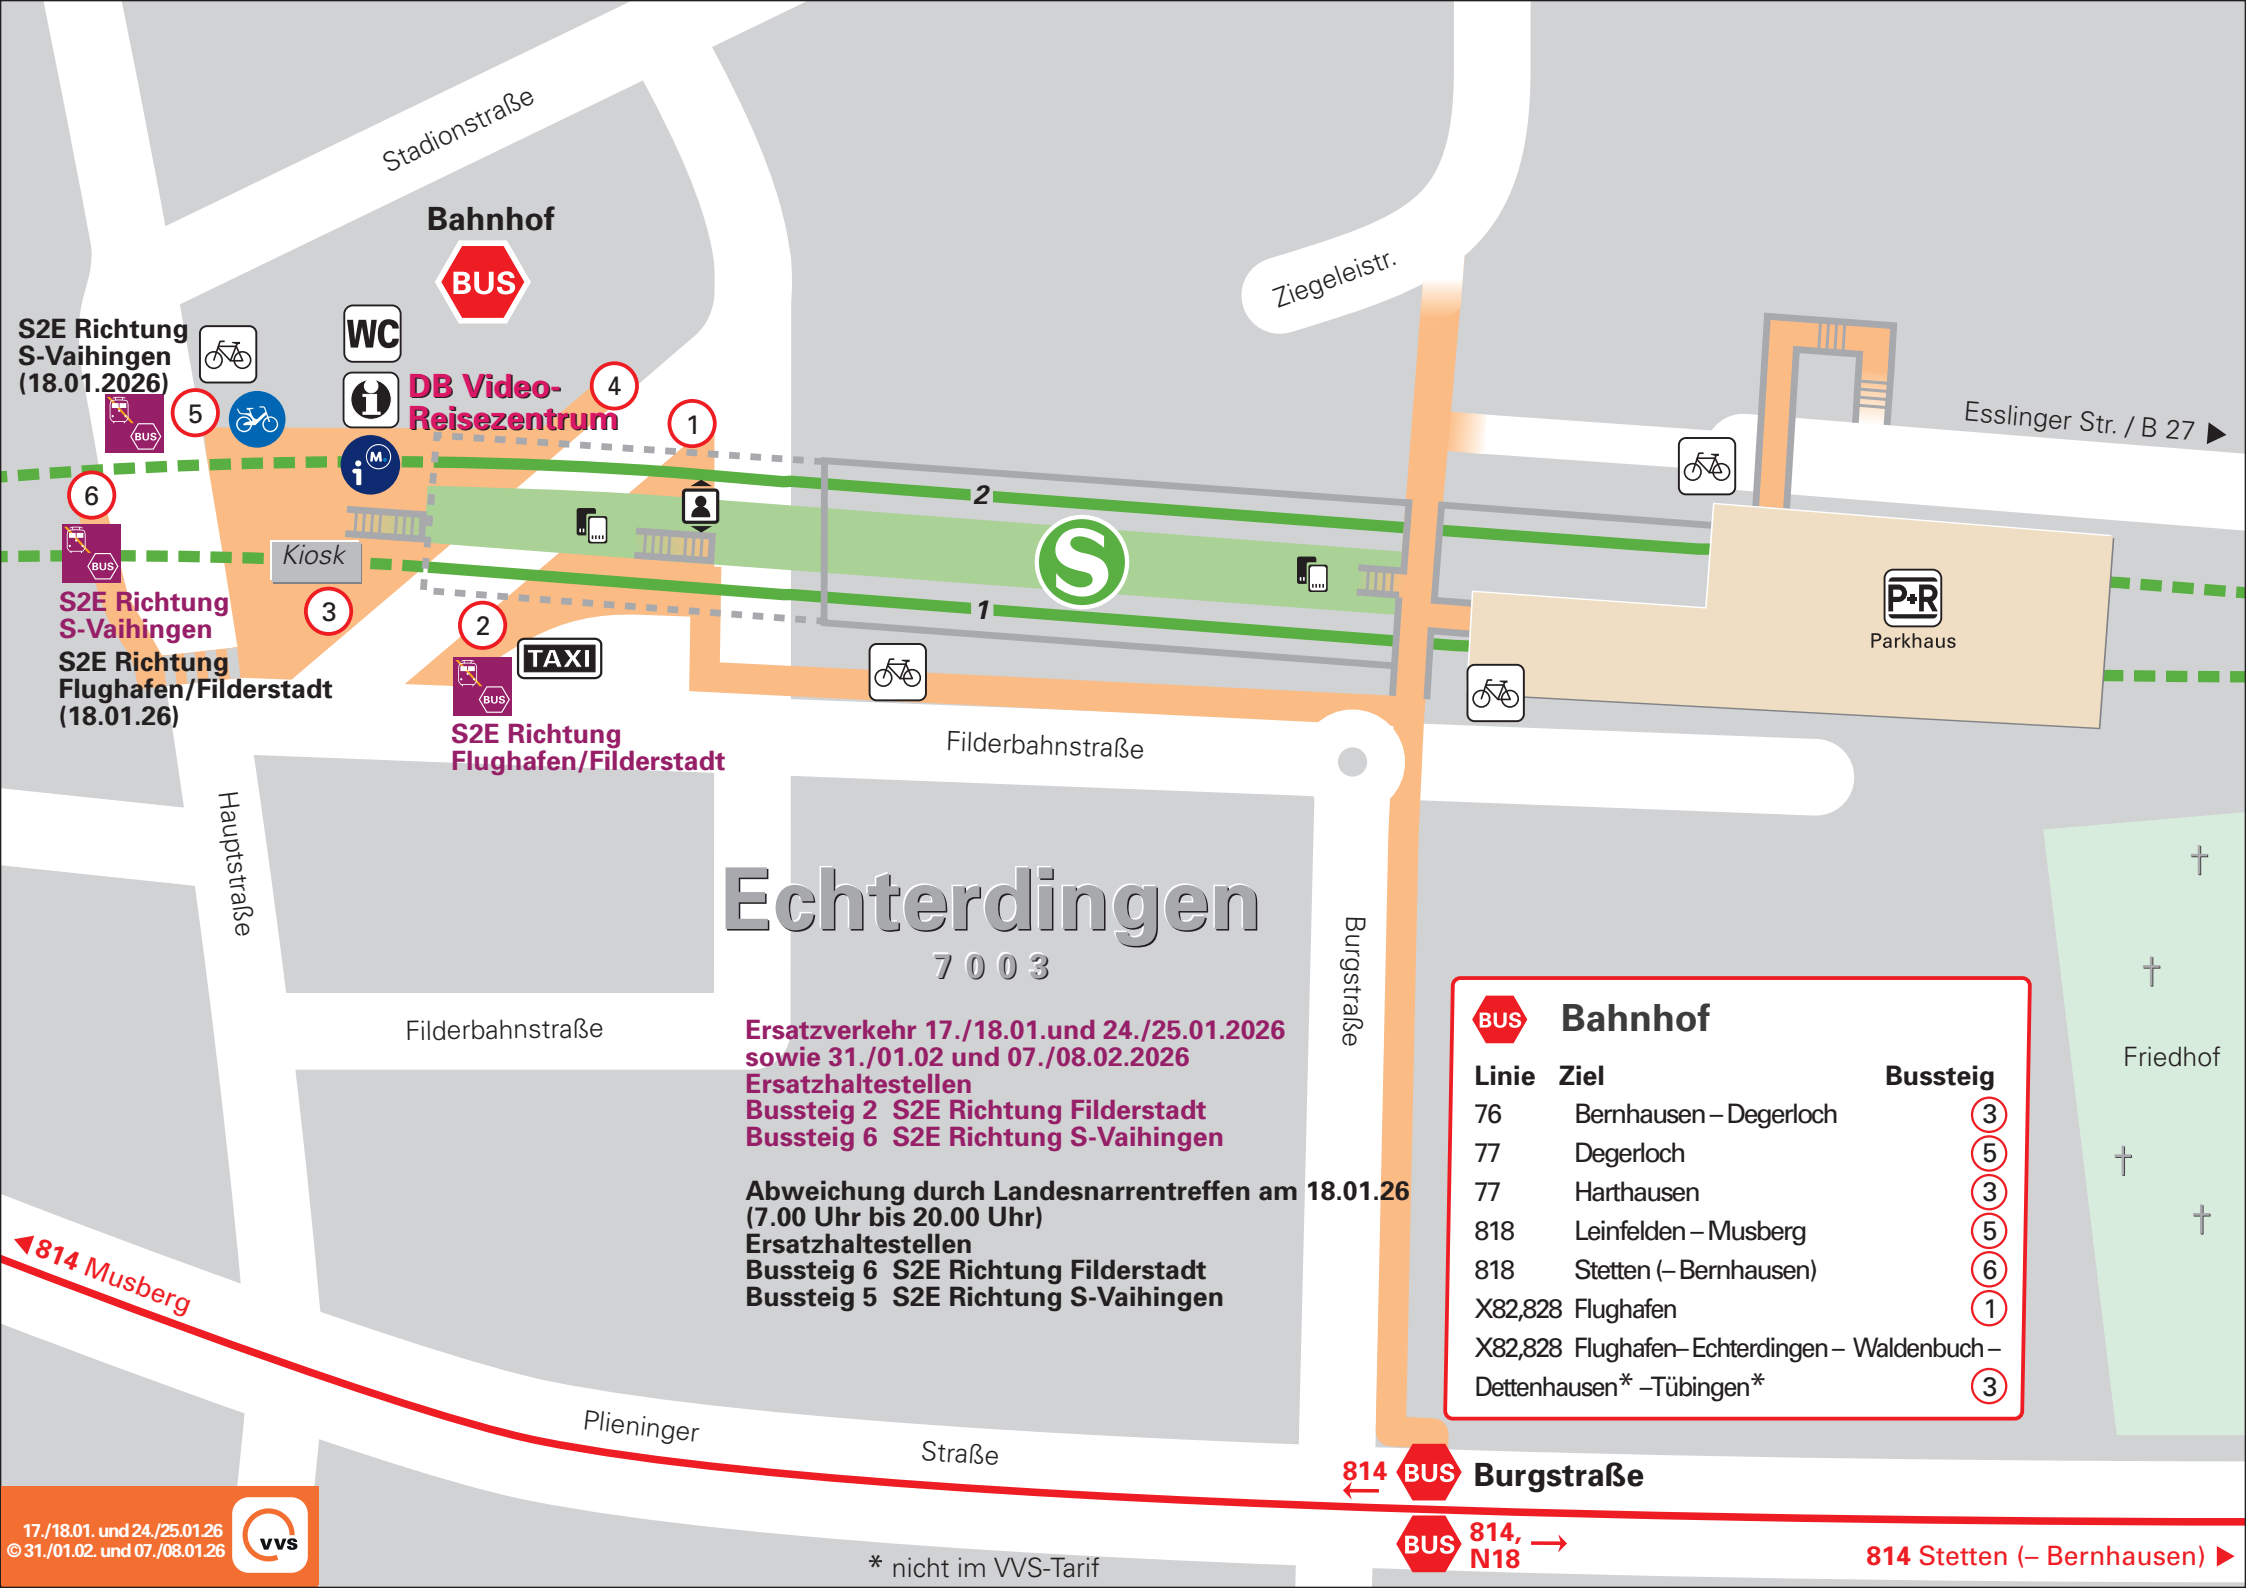 Stadionstraße
Bahnhof
BUS
Ziegeleistr.
S2E Richtung
S-Vaihingen
(18.01.2026)
BUS
5
WC
i
DB Video-
Reisezentrum
4
1
Esslinger Str. / B 27
6
BUS
i M.
2
S
1
Kiosk
3
2
TAXI
BUS
P+R
Parkhaus
S2E Richtung
S-Vaihingen
S2E Richtung
Flughafen/Filderstadt
(18.01.26)
S2E Richtung
Flughafen/Filderstadt
Filderbahnstraße
Hauptstraße
Echterdingen
7003
Burgstraße
Filderbahnstraße
Ersatzverkehr 17./18.01.und 24./25.01.2026
sowie 31./01.02 und 07./08.02.2026
Ersatzhaltestellen
Bussteig 2 S2E Richtung Filderstadt
Bussteig 6 S2E Richtung S-Vaihingen
Abweichung durch Landesnarrentreffen am 18.01.26
(7.00 Uhr bis 20.00 Uhr)
Ersatzhaltestellen
Bussteig 6 S2E Richtung Filderstadt
Bussteig 5 S2E Richtung S-Vaihingen
BUS Bahnhof
Linie Ziel Bussteig
76 Bernhausen – Degerloch 3
77 Degerloch 5
77 Harthausen 3
818 Leinfelden – Musberg 5
818 Stetten (– Bernhausen) 6
X82,828 Flughafen 1
X82,828 Flughafen– Echterdingen – Waldenbuch –
Dettenhausen* –Tübingen* 3
Friedhof
814 Musberg
Plieninger Straße
814 BUS Burgstraße
BUS 814,
N18
814 Stetten (– Bernhausen)
17./18.01. und 24./25.01.26
© 31./01.02. und 07./08.01.26
vvs
* nicht im VVS-Tarif